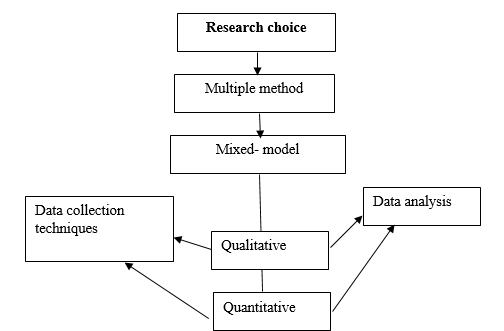 Research choice
Multiple method
Mixed- model
Data collection
techniques
Data analysis
Qualitative
Quantitative